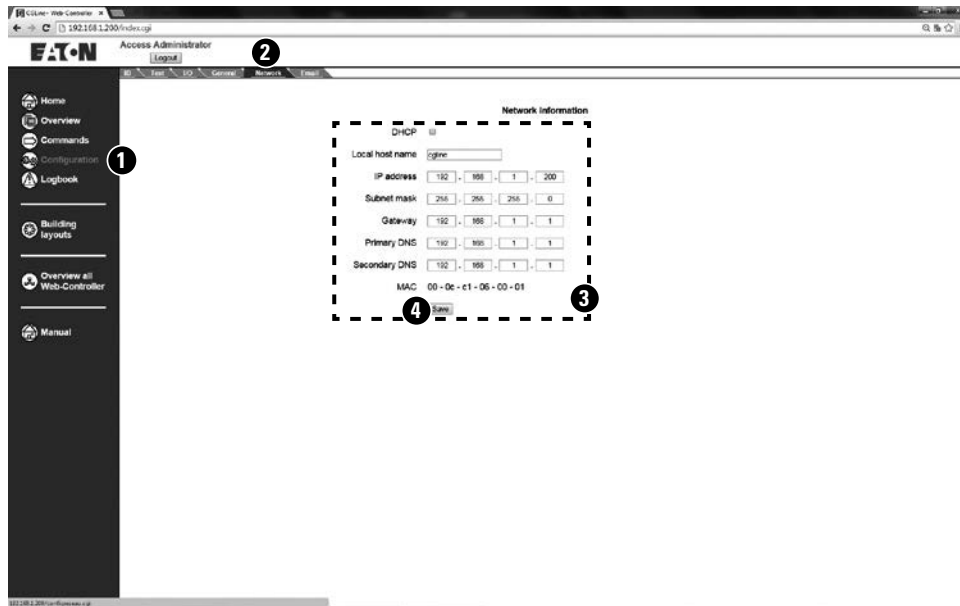 CGLine+ Web-Controller
192.168.1.200/index.cgi
EATON
Access Administrator
Logout
2
ID Test I/O General Network Email
Home
Overview
Commands
Configuration
1
Logbook
Building
layouts
Overview all
Web-Controller
Manual
Network information
DHCP
Local host name cgline
IP address 192 . 168 . 1 . 200
Subnet mask 255 . 255 . 255 . 0
Gateway 192 . 168 . 1 . 1
Primary DNS 192 . 168 . 1 . 1
Secondary DNS 192 . 168 . 1 . 1
MAC 00 - 0c - c1 - 06 - 00 - 01
3
4
Save